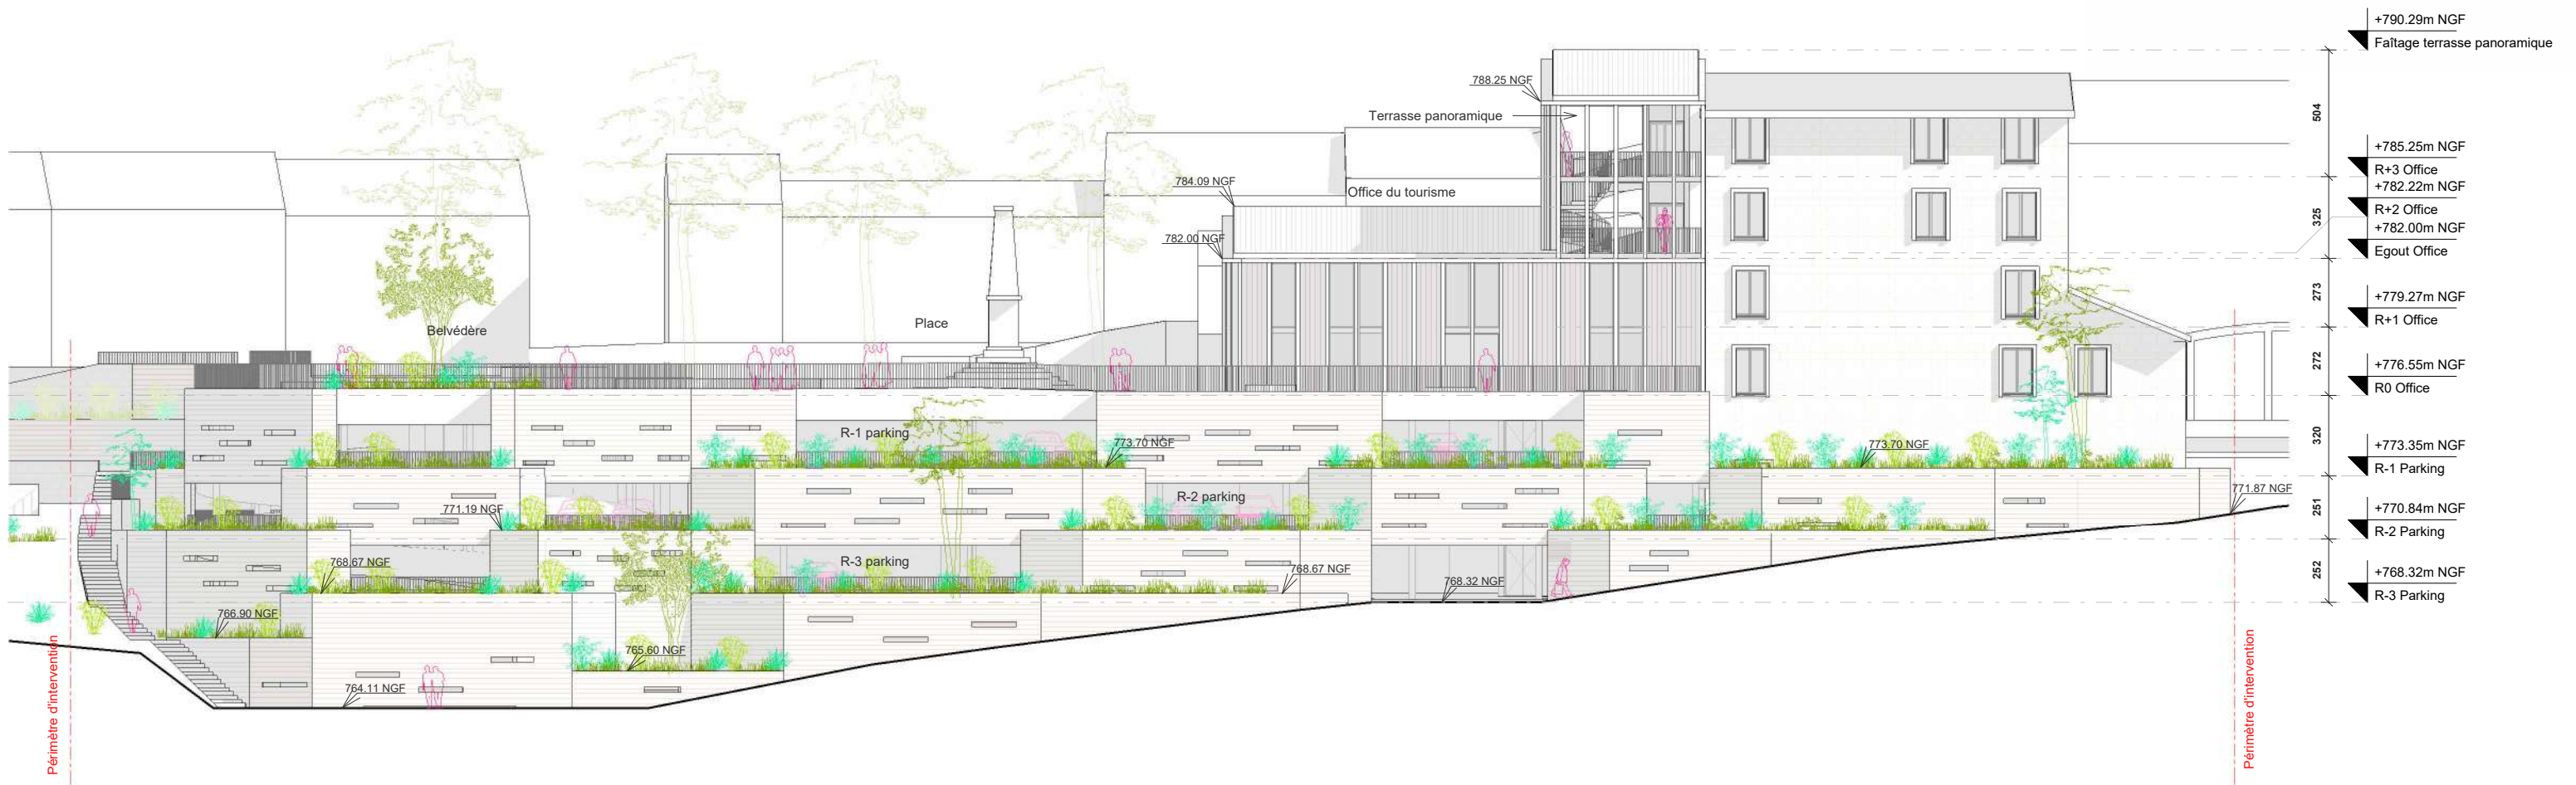 +790.29m NGF
Faîtage terrasse panoramique
788.25 NGF
Terrasse panoramique
504
+785.25m NGF
R+3 Office
784.09 NGF
Office du tourisme
+782.22m NGF
R+2 Office
325
782.00 NGF
+782.00m NGF
Egout Office
273
+779.27m NGF
R+1 Office
Belvédère
Place
272
+776.55m NGF
R0 Office
R-1 parking
773.70 NGF
773.70 NGF
320
+773.35m NGF
R-1 Parking
R-2 parking
771.87 NGF
771.19 NGF
251
+770.84m NGF
R-2 Parking
R-3 parking
768.67 NGF
768.67 NGF
768.32 NGF
252
+768.32m NGF
R-3 Parking
766.90 NGF
765.60 NGF
764.11 NGF
Périmètre d'intervention
Périmètre d'intervention